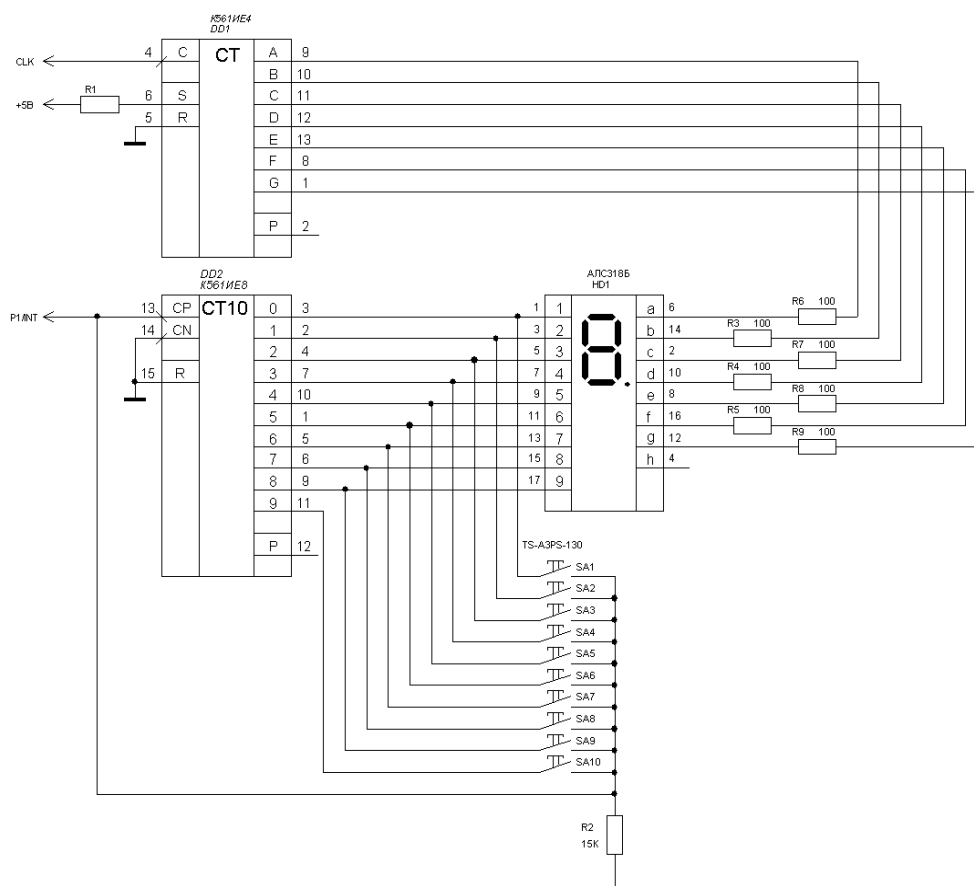 К561ИЕ4
DD1
CLK 4 C CT A 9
B 10
+5В R1 6 S C 11
5 R D 12
E 13
F 8
G 1
P 2
DD2
К561ИЕ8
P1/INT 13 CP CT10 0 3
14 CN 1 2
2 4
15 R 3 7
4 10
5 1
6 5
7 6
8 9
9 11
P 12
АЛС318Б
HD1
1 1 a 6 R6 100
3 2 b 14 R3 100
5 3 c 2 R7 100
7 4 d 10 R4 100
9 5 e 8 R8 100
11 6 f 16 R5 100
13 7 g 12 R9 100
15 8 h 4
17 9
8.
TS-A3PS-130
SA1
SA2
SA3
SA4
SA5
SA6
SA7
SA8
SA9
SA10
R2
15К